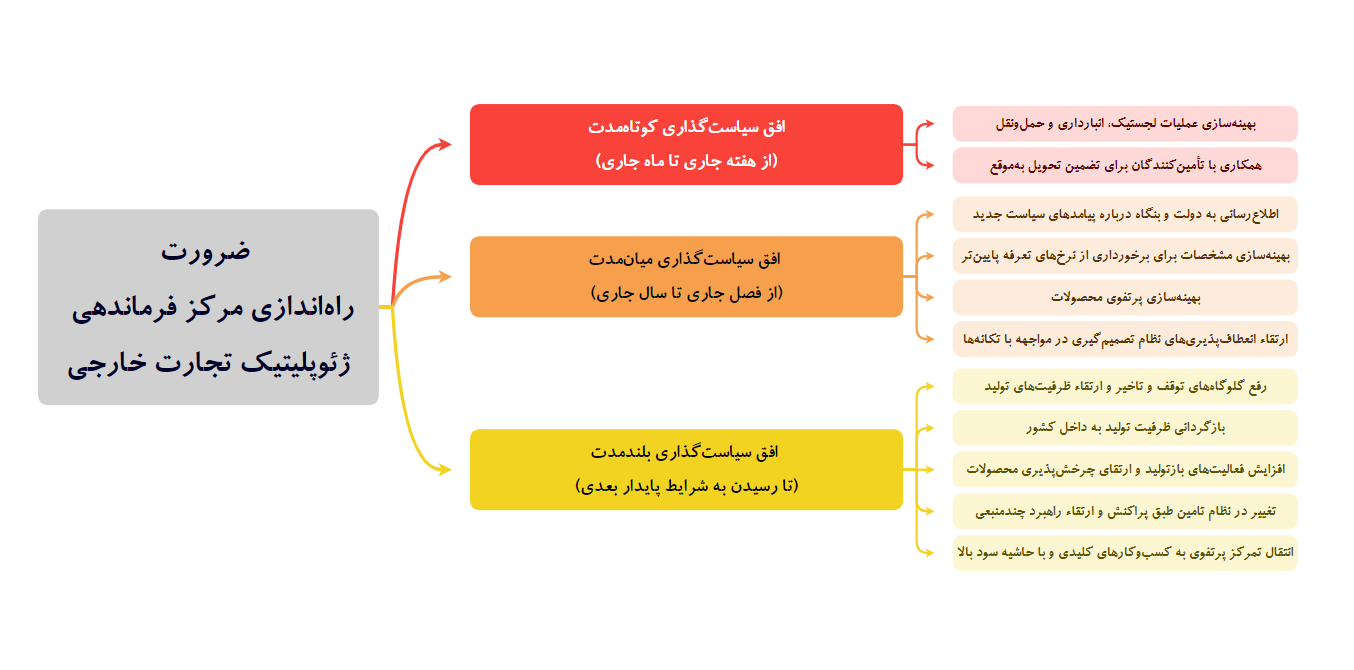 ضرورت
راه‌اندازی مرکز فرماندهی
ژئوپلیتیک تجارت خارجی
افق سیاست‌گذاری کوتاه‌مدت
(از هفته جاری تا ماه جاری)
بهینه‌سازی عملیات لجستیک، انبارداری و حمل‌ونقل
همکاری با تأمین‌کنندگان برای تضمین تحویل به‌موقع
افق سیاست‌گذاری میان‌مدت
(از فصل جاری تا سال جاری)
اطلاع‌رسانی به دولت و بنگاه درباره پیامدهای سیاست جدید
بهینه‌سازی مشخصات برای برخورداری از نرخ‌های تعرفه پایین‌تر
بهینه‌سازی پرتفوی محصولات
ارتقاء انعطاف‌پذیری‌های نظام تصمیم‌گیری در مواجهه با تکانه‌ها
افق سیاست‌گذاری بلندمدت
(تا رسیدن به شرایط پایدار بعدی)
رفع گلوگاه‌های توقف و تاخیر و ارتقاء ظرفیت‌های تولید
بازگردانی ظرفیت تولید به داخل کشور
افزایش فعالیت‌های بازتولید و ارتقای چرخش‌پذیری محصولات
تغییر در نظام تامین طبق پراکنش و ارتقاء راهبرد چندمنبعی
انتقال تمرکز پرتفوی به کسب‌وکارهای کلیدی و با حاشیه سود بالا